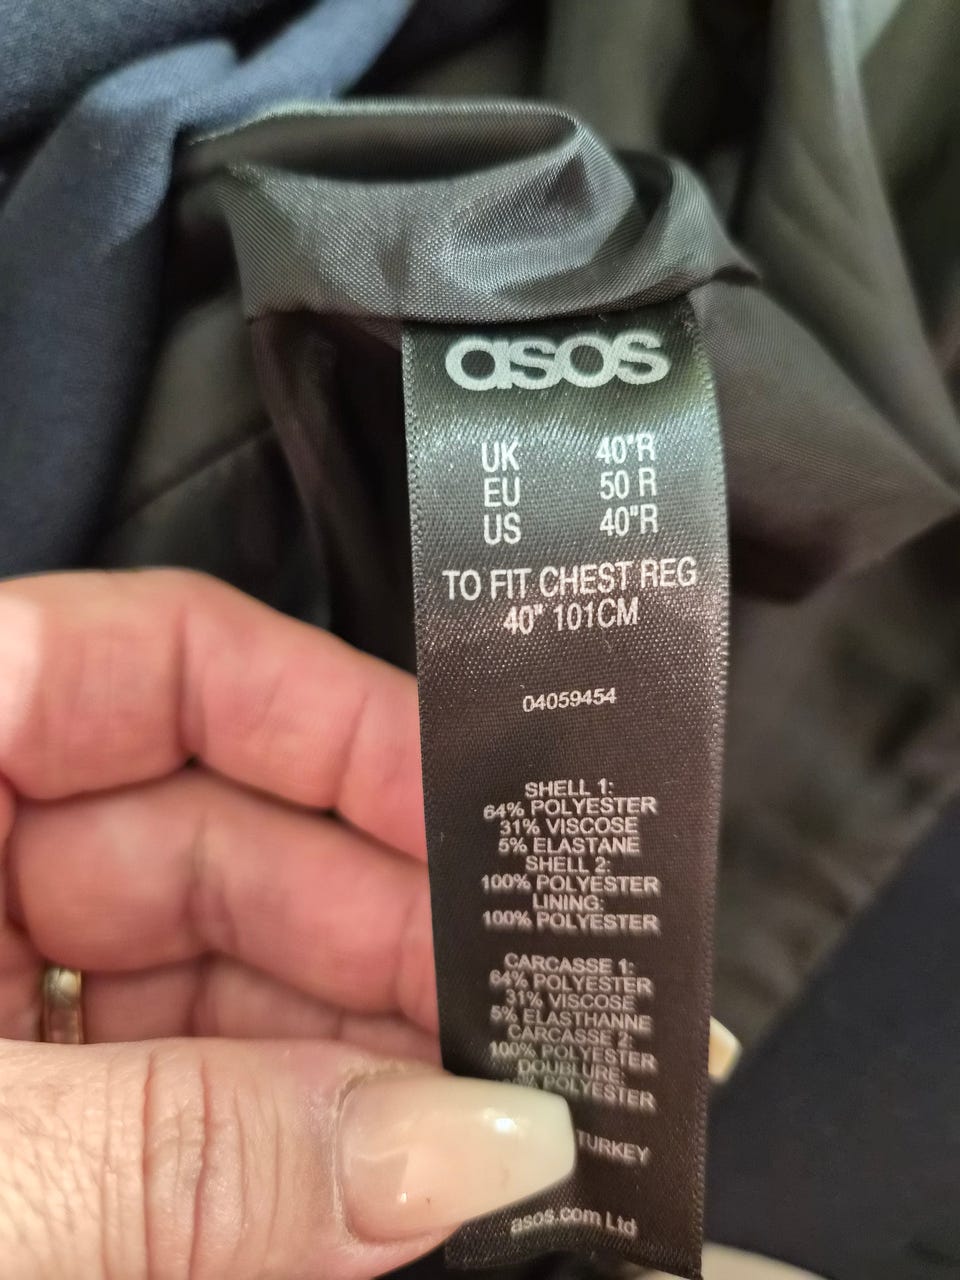 asos
UK 40"R
EU 50 R
US 40"R
TO FIT CHEST REG
40" 101CM
04059454
SHELL 1:
64% POLYESTER
31% VISCOSE
5% ELASTANE
SHELL 2:
100% POLYESTER
LINING:
100% POLYESTER
CARCASSE 1:
64% POLYESTER
31% VISCOSE
5% ELASTHANNE
CARCASSE 2:
100% POLYESTER
DOUBLURE:
POLYESTER
TURKEY
asos.com Ltd